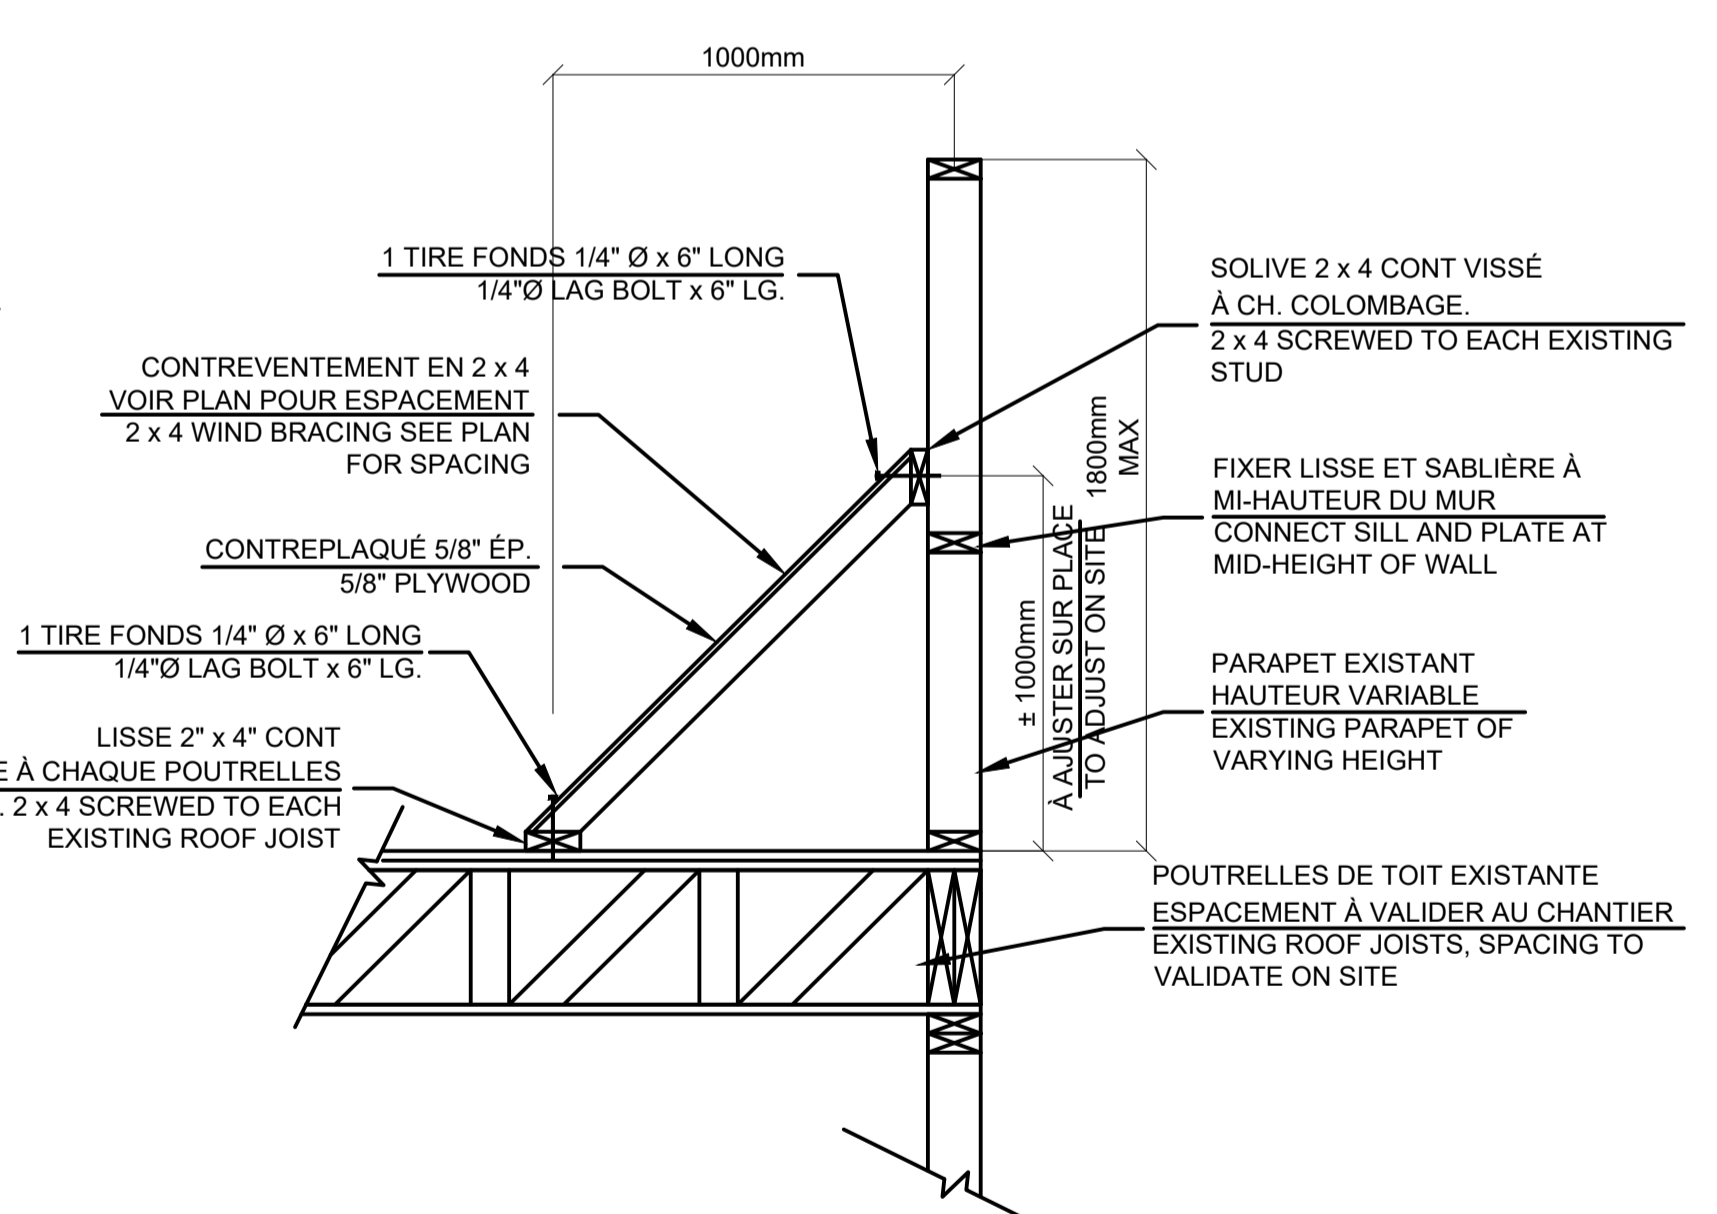 1000mm
1 TIRE FONDS 1/4" Ø x 6" LONG
1/4"Ø LAG BOLT x 6" LG.
CONTREVENTEMENT EN 2 x 4
VOIR PLAN POUR ESPACEMENT
2 x 4 WIND BRACING SEE PLAN
FOR SPACING
CONTREPLAQUÉ 5/8" ÉP.
5/8" PLYWOOD
1 TIRE FONDS 1/4" Ø x 6" LONG
1/4"Ø LAG BOLT x 6" LG.
LISSE 2" x 4" CONT
À CHAQUE POUTRELLES
2 x 4 SCREWED TO EACH
EXISTING ROOF JOIST
SOLIVE 2 x 4 CONT VISSÉ
À CH. COLOMBAGE.
2 x 4 SCREWED TO EACH EXISTING
STUD
1800mm
MAX
FIXER LISSE ET SABLIÈRE À
MI-HAUTEUR DU MUR
CONNECT SILL AND PLATE AT
MID-HEIGHT OF WALL
± 1000mm
À AJUSTER SUR PLACE
TO ADJUST ON SITE
PARAPET EXISTANT
HAUTEUR VARIABLE
EXISTING PARAPET OF
VARYING HEIGHT
POUTRELLES DE TOIT EXISTANTE
ESPACEMENT À VALIDER AU CHANTIER
EXISTING ROOF JOISTS, SPACING TO
VALIDATE ON SITE